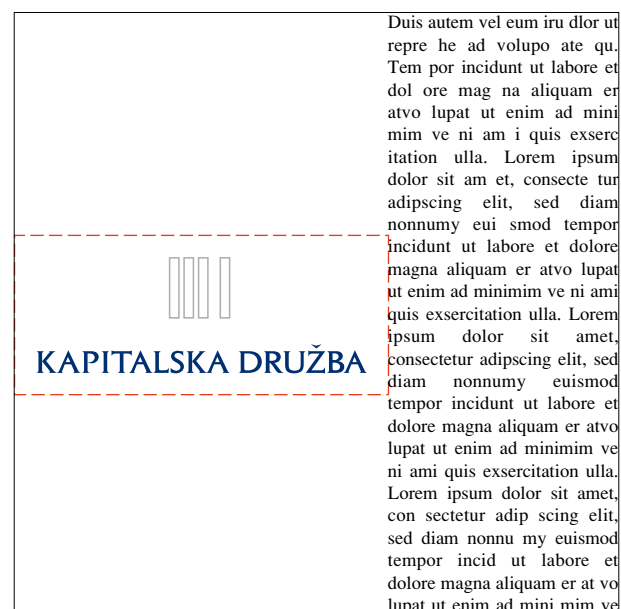 KAPITALSKA DRUŽBA
Duis autem vel eum iru dlor ut
repre he ad volupo ate qu.
Tem por incidunt ut labore et
dol ore mag na aliquam er
atvo lupat ut enim ad mini
mim ve ni am i quis exserc
itation ulla. Lorem ipsum
dolor sit am et, consecte tur
adipscing elit, sed diam
nonnumy eui smod tempor
incidunt ut labore et dolore
magna aliquam er atvo lupat
ut enim ad minimim ve ni ami
quis exsercitation ulla. Lorem
ipsum dolor sit amet,
consectetur adipscing elit, sed
diam nonnumy euismod
tempor incidunt ut labore et
dolore magna aliquam er atvo
lupat ut enim ad minimim ve
ni ami quis exsercitation ulla.
Lorem ipsum dolor sit amet,
con sectetur adip scing elit,
sed diam nonnu my euismod
tempor incid ut labore et
dolore magna aliquam er at vo
lupat ut enim ad mini mim ve